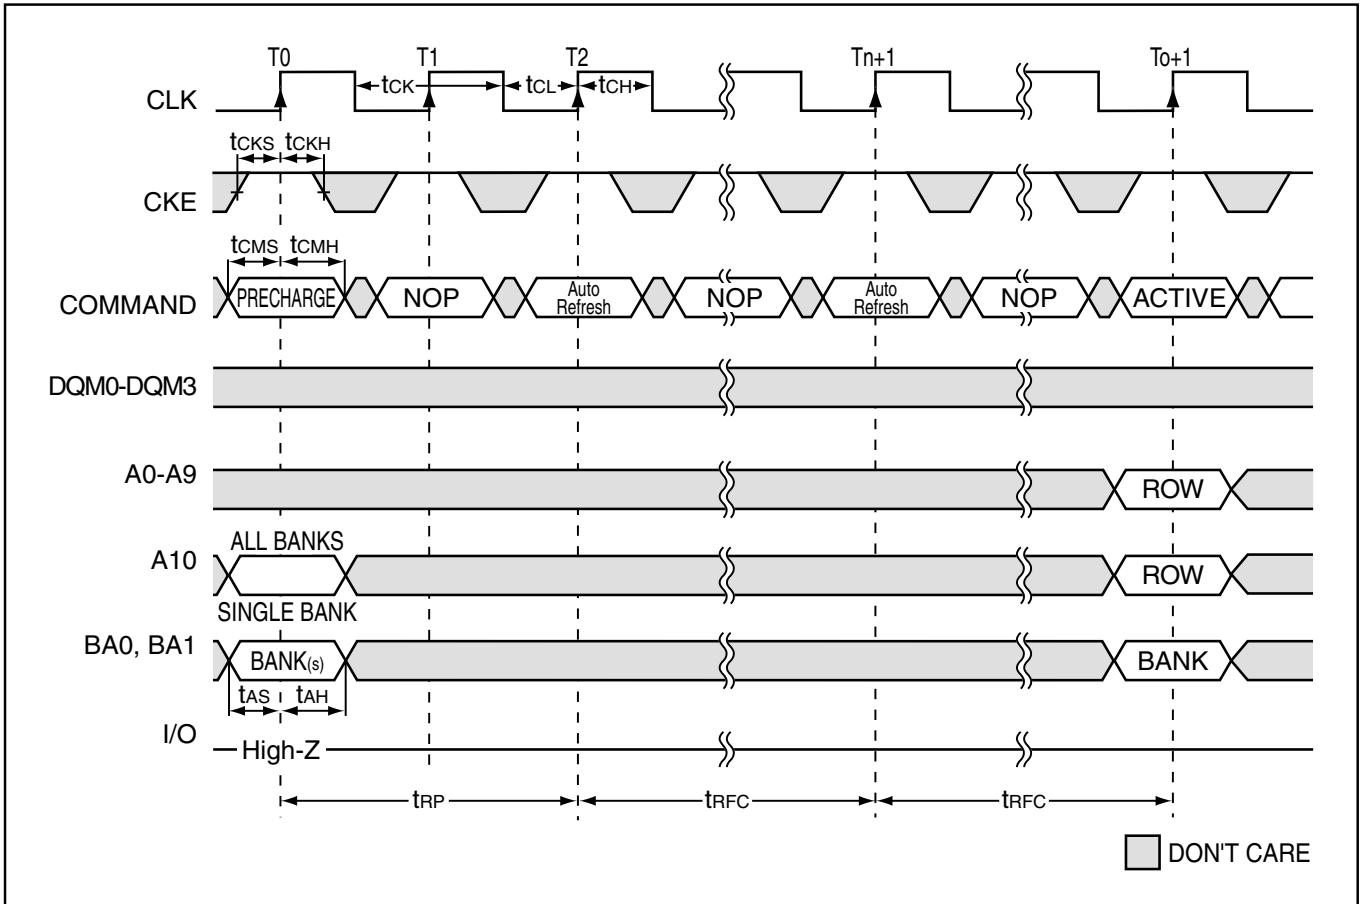 T0 T1 T2 Tn+1 To+1
CLK tCK tCL tCH
tCKS tCKH
CKE
tCMS tCMH
COMMAND PRECHARGE NOP Auto Refresh NOP Auto Refresh NOP ACTIVE
DQM0-DQM3
A0-A9 ROW
ALL BANKS
A10 ROW
SINGLE BANK
BA0, BA1 BANK(s) BANK
tAS tAH
I/O High-Z
tRP tRFC tRFC
DON'T CARE